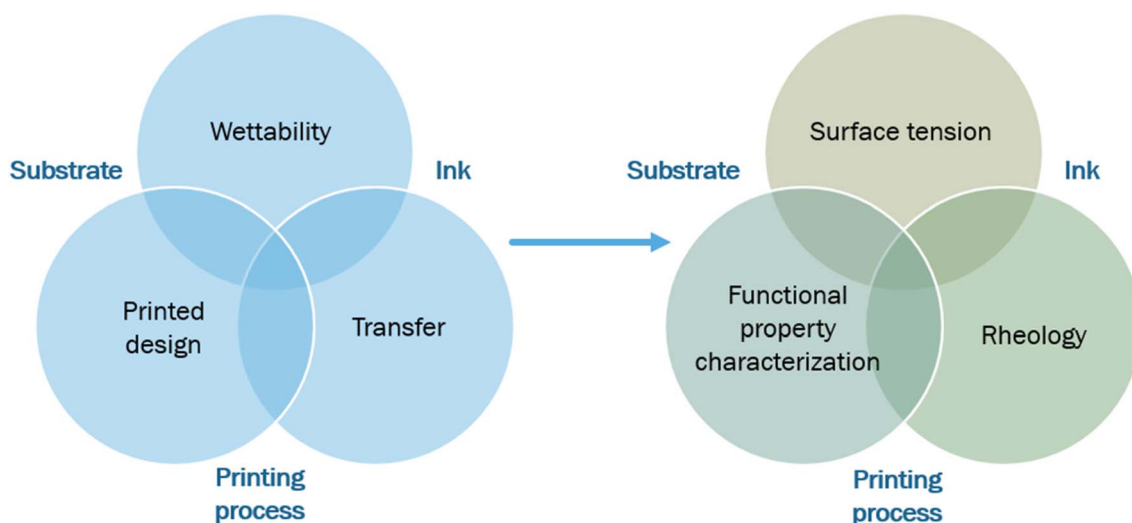 Wettability
Substrate
Ink
Printed
design
Transfer
Printing
process
Surface tension
Substrate
Ink
Functional
property
characterization
Rheology
Printing
process